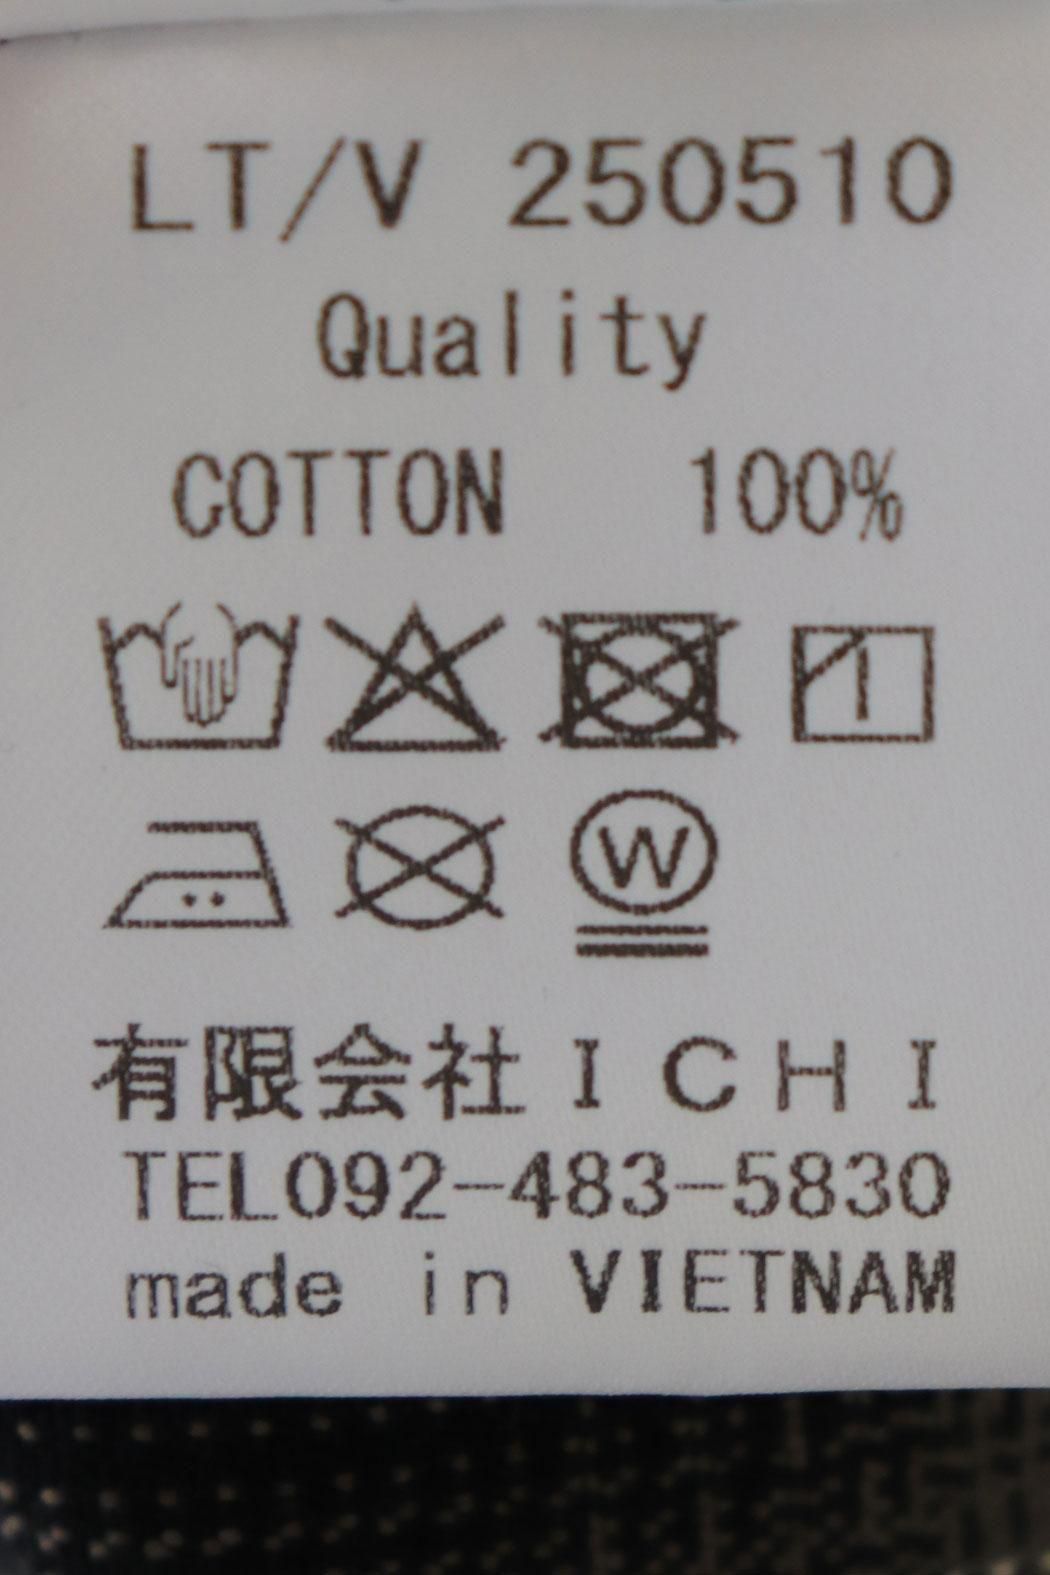 LT/V 250510
Quality
COTTON 100%
W
有限会社ICHI
TEL092-483-5830
made in VIETNAM